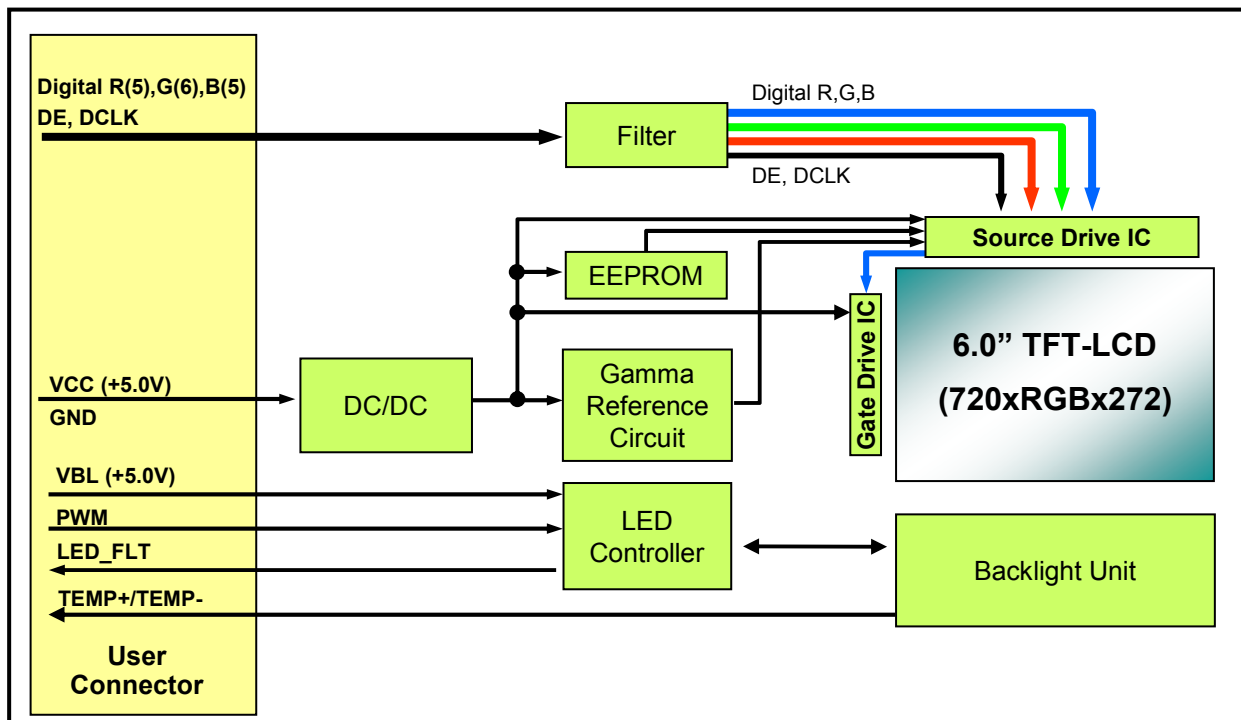 Digital R(5),G(6),B(5)
DE, DCLK
Filter
Digital R,G,B
DE, DCLK
Source Drive IC
EEPROM
Gate Drive IC
6.0” TFT-LCD
(720xRGBx272)
VCC (+5.0V)
GND
DC/DC
Gamma
Reference
Circuit
VBL (+5.0V)
PWM
LED_FLT
TEMP+/TEMP-
LED
Controller
Backlight Unit
User
Connector